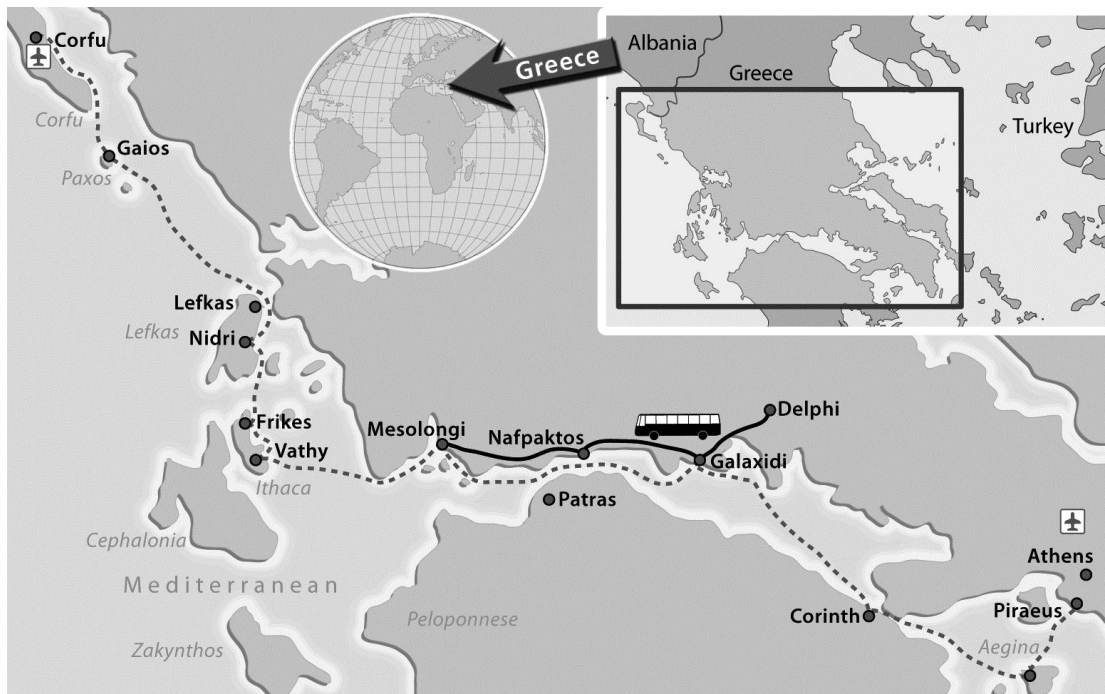 Corfu
Corfu
Gaios
Paxos
Greece
Albania
Greece
Turkey
Lefkas
Lefkas
Nidri
Frikes
Vathy
Ithaca
Cephalonia
Mesolongi
Nafpaktos
Delphi
Galaxidi
Patras
Mediterranean
Zakynthos
Peloponnese
Corinth
Athens
Piraeus
Aegina